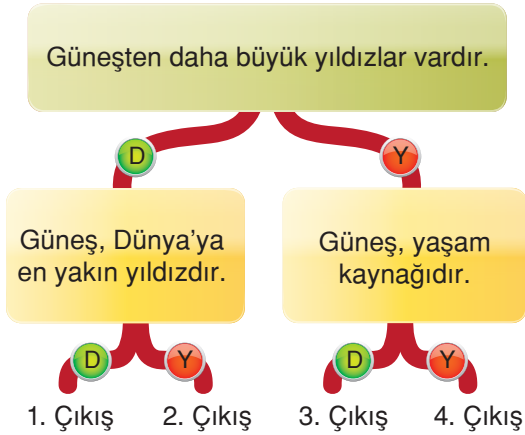 Güneşten daha büyük yıldızlar vardır.
D
Y
Güneş, Dünya'ya
en yakın yıldızdır.
Güneş, yaşam
kaynağıdır.
D
Y
D
Y
1. Çıkış
2. Çıkış
3. Çıkış
4. Çıkış